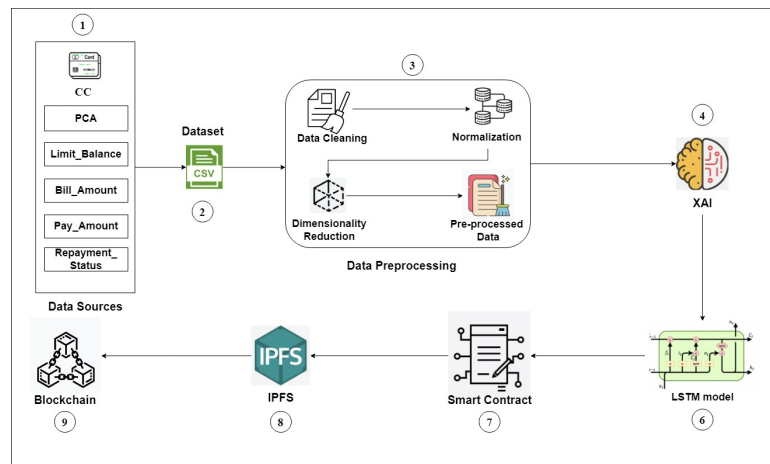 1
Card
CC
PCA
Limit_Balance
Bill_Amount
Pay_Amount
Repayment_
Status
Data Sources
Dataset
CSV
2
3
Data Cleaning
Normalization
Dimensionality
Reduction
Pre-processed
Data
Data Preprocessing
4
XAI
LSTM model
6
Smart Contract
7
IPFS
IPFS
8
Blockchain
9